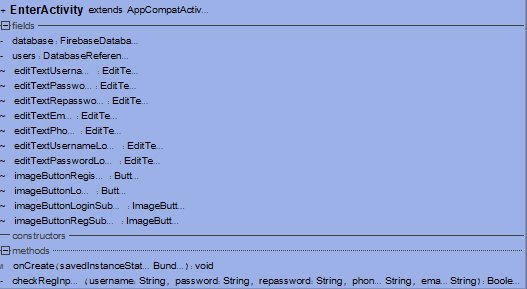 + EnterActivity extends AppCompatActiv...
fields
- database : FirebaseDataba...
- users : DatabaseReferen...
~ editTextUserna... : EditTe...
~ editTextPasswo... : EditTe...
~ editTextRepasswo... : EditTe...
~ editTextEm... : EditTe...
~ editTextPho... : EditTe...
~ editTextUsernameLo... : EditTe...
~ editTextPasswordLo... : EditTe...
~ imageButtonRegis... : Butt...
~ imageButtonLo... : Butt...
~ imageButtonLoginSub... : ImageButt...
~ imageButtonRegSub... : ImageButt...
constructors
methods
# onCreate(savedInstanceStat... Bund...) : void
- checkRegInp... (username: String, password: String, repassword: String, phon... String, ema... String) : Boole...